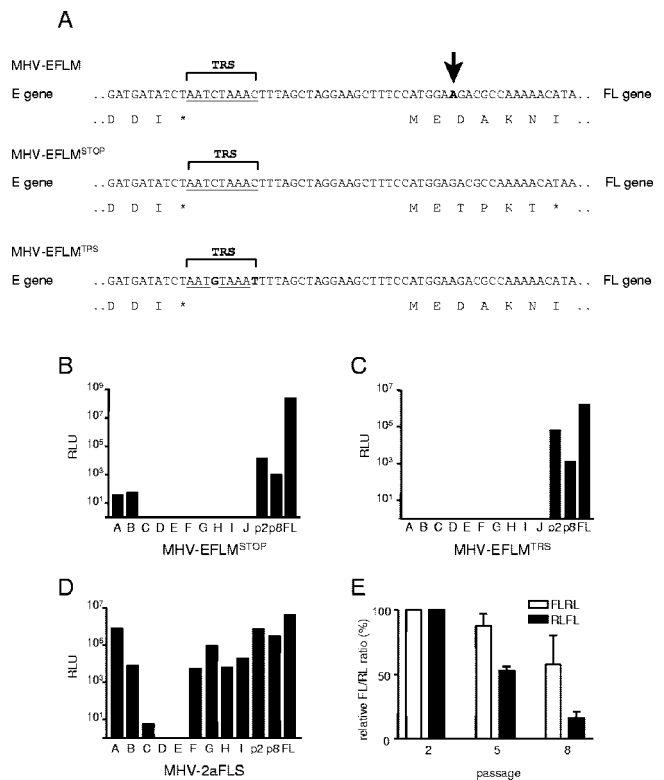 A
MHV-EFLM
TRS
E gene ..GATGATATCTAATCTAAACTTTAGCTAGGAAGCTTTCCATGGAAGACGCCAAAAACATA.. FL gene
.. D D I * M E D A K N I ..
MHV-EFLMSTOP
TRS
E gene ..GATGATATCTAATCTAAACTTTAGCTAGGAAGCTTTCCATGGAGACGCCAAAAACATAA.. FL gene
.. D D I * M E T P K T * ..
MHV-EFLMTRS
TRS
E gene ..GATGATATCTAATGTAAATTTTAGCTAGGAAGCTTTCCATGGAAGACGCCAAAAACATA.. FL gene
.. D D I * M E D A K N I ..
B
RLU
10⁹
10⁷
10⁵
10³
10¹
A B C D E F G H I J p2 p8 FL
MHV-EFLMSTOP
C
RLU
10⁷
10⁵
10³
10¹
A B C D E F G H I J p2 p8 FL
MHV-EFLMTRS
D
RLU
10⁷
10⁵
10³
10¹
A B C D E F G H I p2 p8 FL
MHV-2aFLS
E
relative FL/RL ratio (%)
100
50
0
FLRL
RLFL
2 5 8
passage